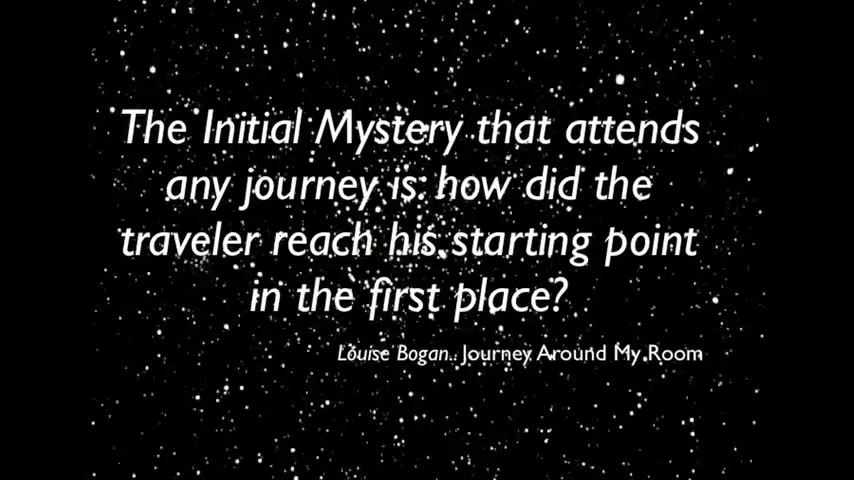 The Initial Mystery that attends
any journey is: how did the
traveler reach his starting point
in the first place?
Louise Bogan.. Journey Around My Room